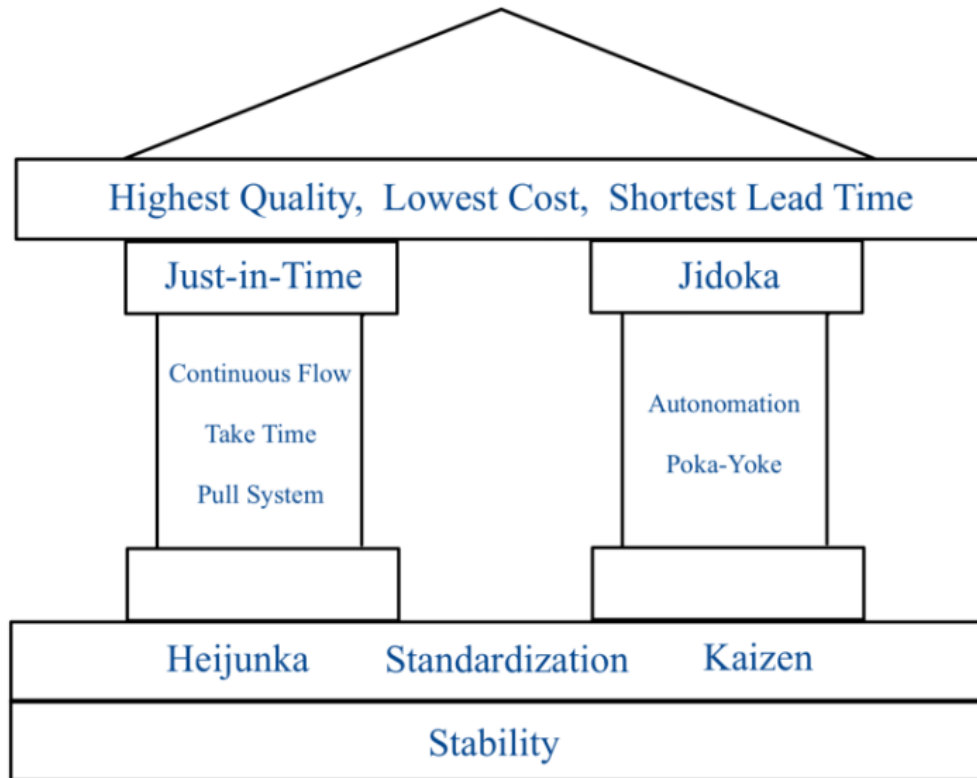 Highest Quality, Lowest Cost, Shortest Lead Time
Just-in-Time
Jidoka
Continuous Flow
Take Time
Pull System
Autonomation
Poka-Yoke
Heijunka Standardization Kaizen
Stability